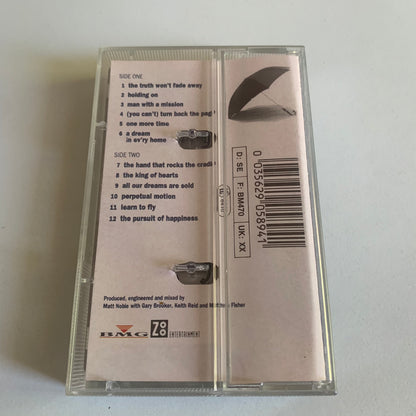 SIDE ONE
1 the truth won't fade away
2 holding on
3 man with a mission
4 (you can't) turn back the page
5 one more time
6 a dream
in ev'ry home
SIDE TWO
7 the hand that rocks the cradle
8 the king of hearts
9 all our dreams are sold
10 perpetual motion
11 learn to fly
12 the pursuit of happiness
Produced, engineered and mixed by
Matt Noble with Gary Brooker, Keith Reid and Matthew Fisher
BMG
ZOO
ENTERTAINMENT
D: SE F: BM470 UK: XX
0 035629 058941